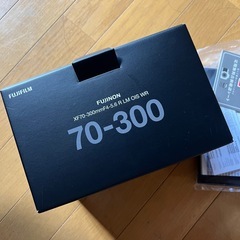 FUJIFILM
FUJINON
XF70-300mmF4-5.6 R LM OIS WR
70-300